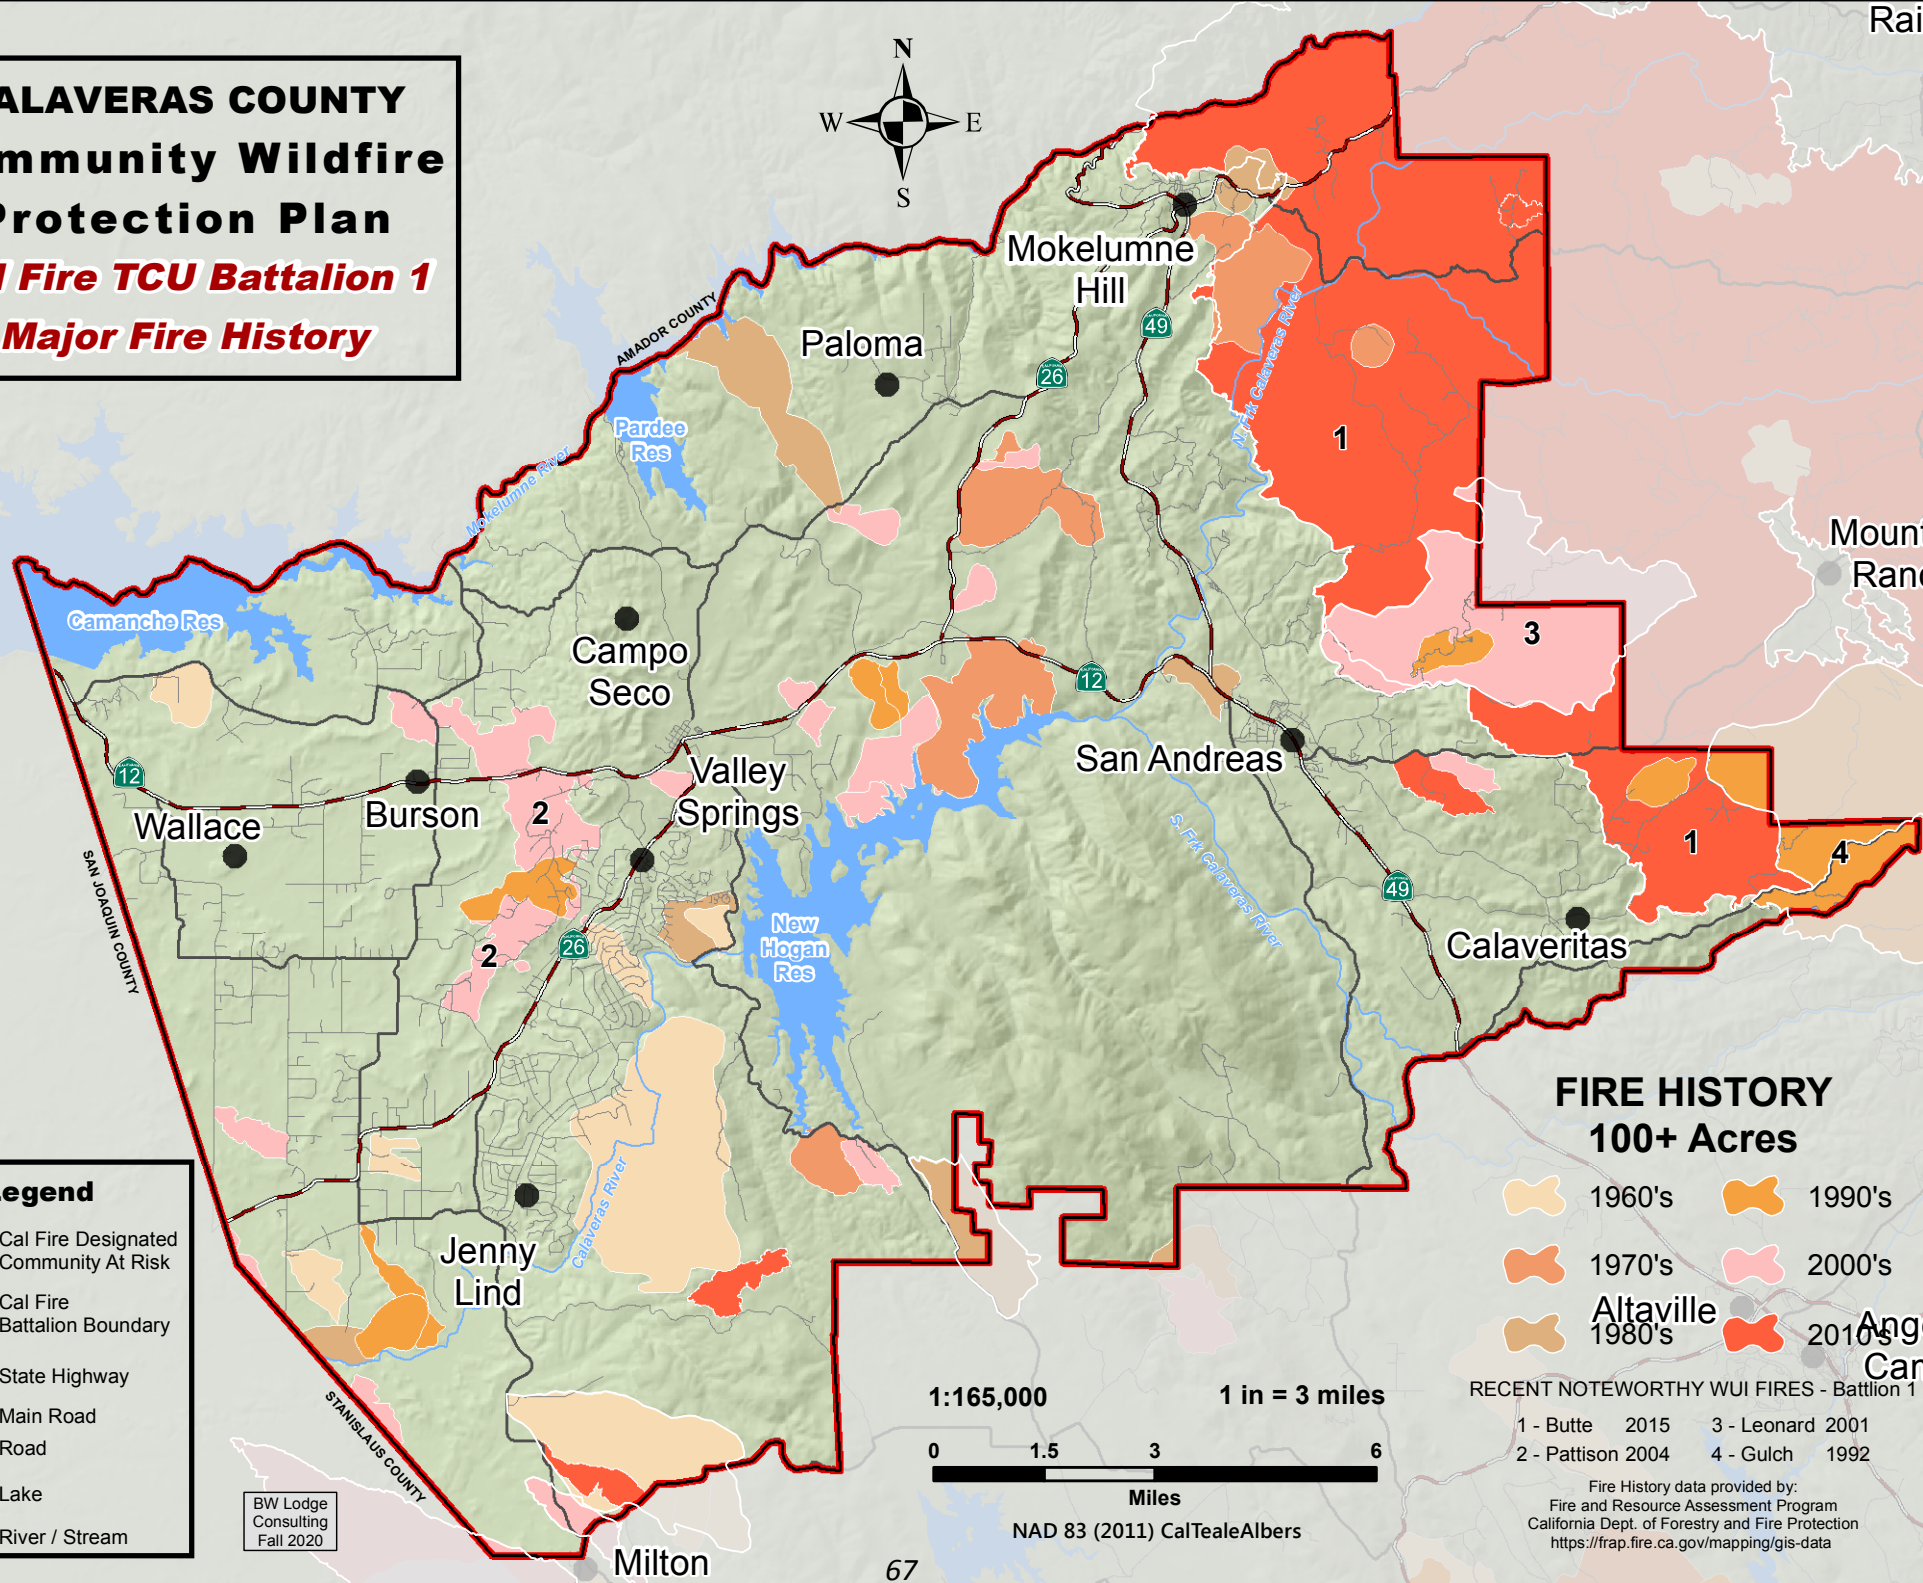 ALAVERAS COUNTY
mmunity Wildfire
Protection Plan
l Fire TCU Battalion 1
Major Fire History
N
W
E
S
Rai
Mokelumne
Hill
AMADOR COUNTY
Paloma
49
26
N. Frk Calaveras River
Pardee
Res
1
Mokelumne River
Mount
Ranc
Camanche Res
Campo
Seco
3
12
San Andreas
12
Valley
Springs
Wallace
Burson
2
S. Frk Calaveras River
1
4
SAN JOAQUIN COUNTY
49
2
26
New
Hogan
Res
Calaveritas
FIRE HISTORY
100+ Acres
1960's
1990's
1970's
2000's
1980's
2010's
Altaville
Ang
Can
Legend
Cal Fire Designated
Community At Risk
Cal Fire
Battalion Boundary
State Highway
Main Road
Road
Lake
River / Stream
Calaveras River
Jenny
Lind
STANISLAUS COUNTY
1:165,000
1 in = 3 miles
0 1.5 3 6
Miles
NAD 83 (2011) CalTealeAlbers
RECENT NOTEWORTHY WUI FIRES - Battlion 1
1 - Butte 2015 3 - Leonard 2001
2 - Pattison 2004 4 - Gulch 1992
Fire History data provided by:
Fire and Resource Assessment Program
California Dept. of Forestry and Fire Protection
https://frap.fire.ca.gov/mapping/gis-data
BW Lodge
Consulting
Fall 2020
Milton
67